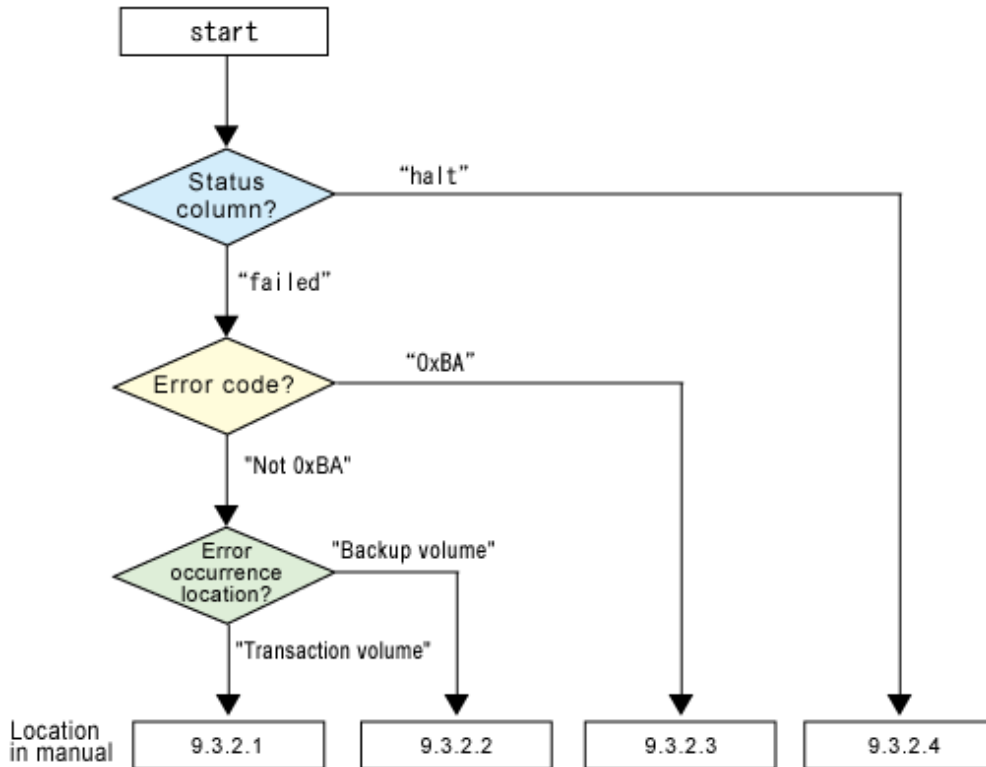 start
Status
column?
“halt”
“failed”
Error code?
“0xBA”
"Not 0xBA"
Error
occurrence
location?
"Backup volume"
"Transaction volume"
Location
in manual
9.3.2.1
9.3.2.2
9.3.2.3
9.3.2.4